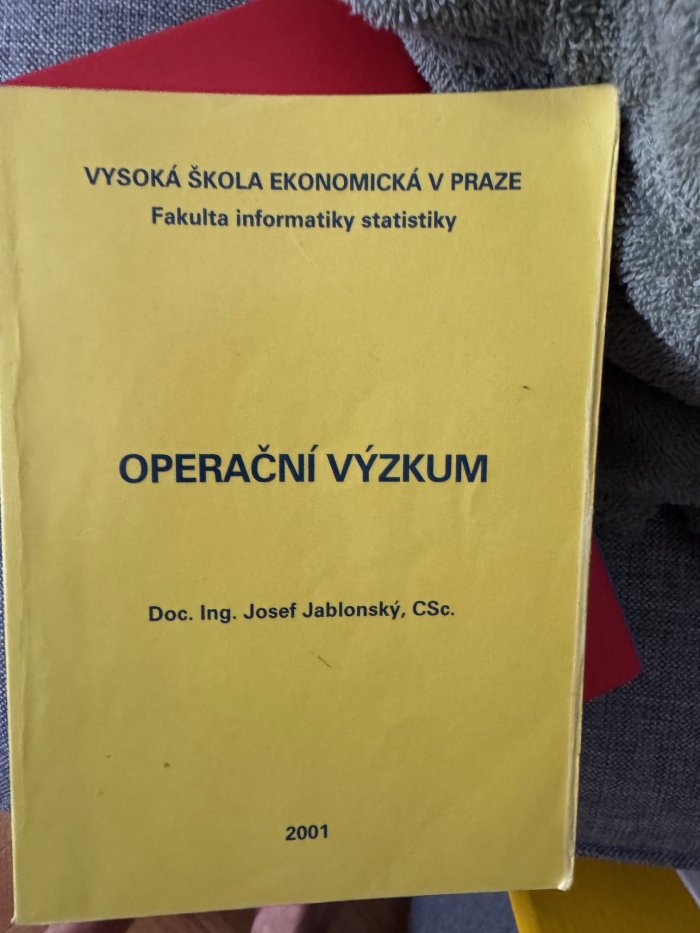 VYSOKÁ ŠKOLA EKONOMICKÁ V PRAZE
Fakulta informatiky statistiky
OPERAČNÍ VÝZKUM
Doc. Ing. Josef Jablonský, CSc.
2001